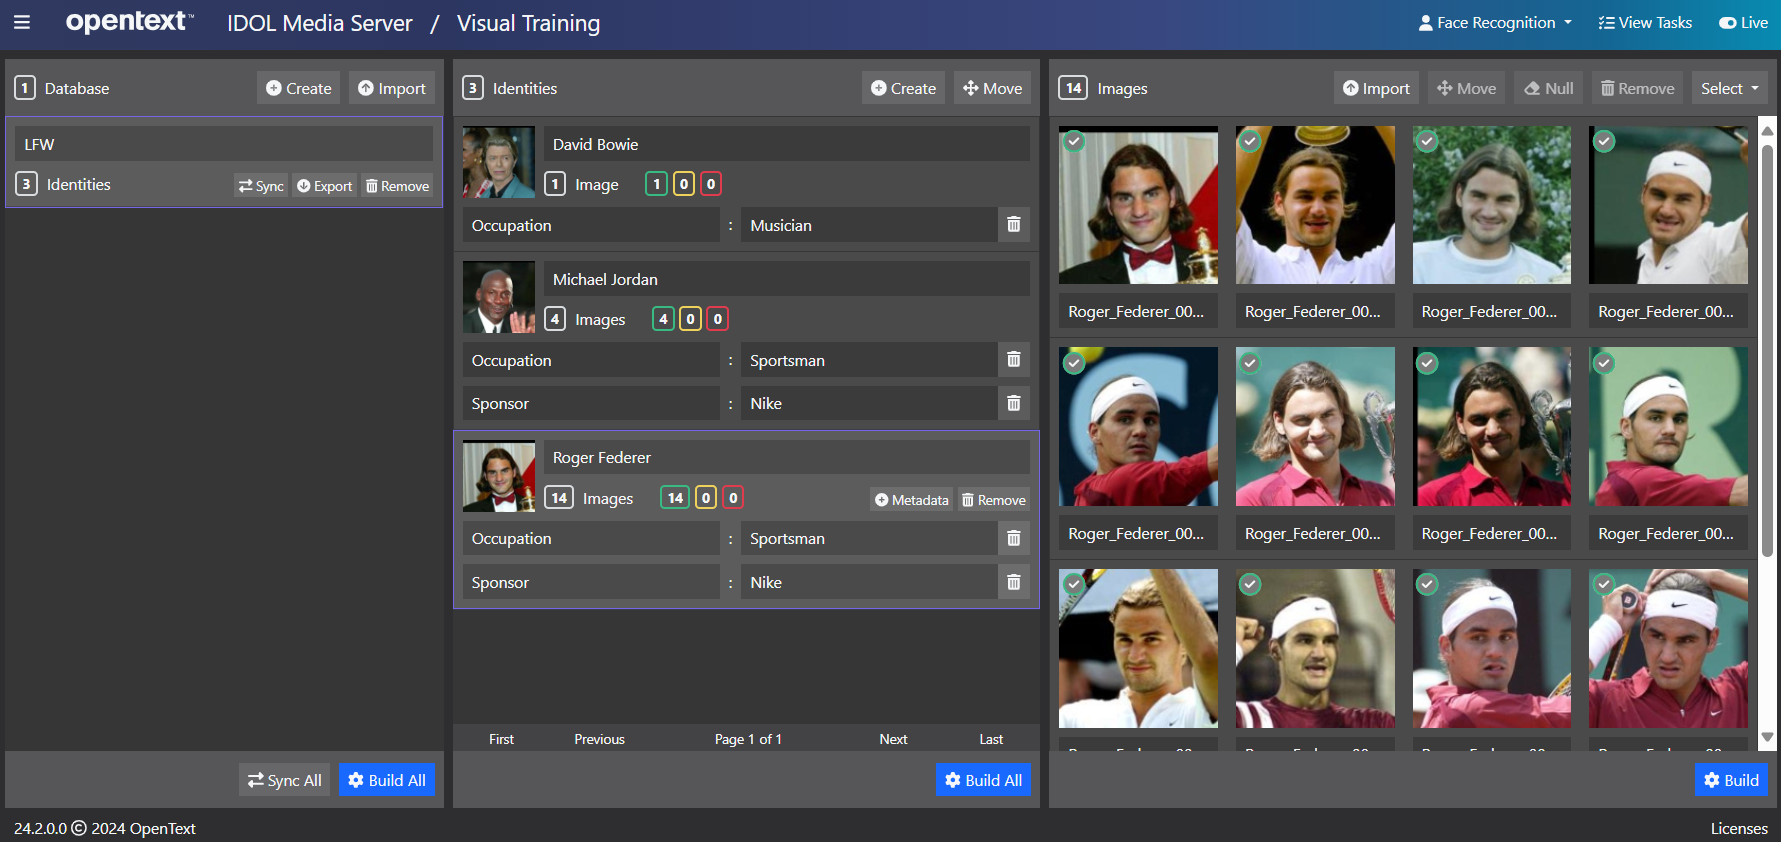 opentext™ IDOL Media Server / Visual Training Face Recognition View Tasks Live
1 Database Create Import
LFW
3 Identities Sync Export Remove
Sync All Build All
3 Identities Create Move
David Bowie
1 Image 1 0 0
Occupation : Musician
Michael Jordan
4 Images 4 0 0
Occupation : Sportsman
Sponsor : Nike
Roger Federer
14 Images 14 0 0 Metadata Remove
Occupation : Sportsman
Sponsor : Nike
First Previous Page 1 of 1 Next Last
Build All
14 Images Import Move Null Remove Select
Roger_Federer_00... Roger_Federer_00... Roger_Federer_00... Roger_Federer_00...
Roger_Federer_00... Roger_Federer_00... Roger_Federer_00... Roger_Federer_00...
Build
24.2.0.0 © 2024 OpenText Licenses